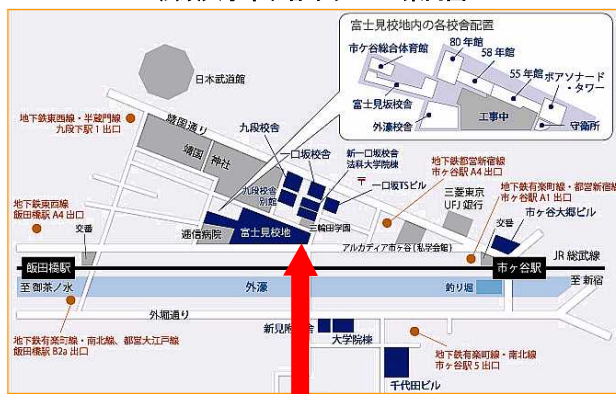 富士見校地内の各校舎配置
80年館
市ケ谷総合体育館
58年館
55年館
ボアソナード・
タワー
富士見坂校舎
外濠校舎
工事中
守衛所
日本武道館
靖国通り
地下鉄東西線・半蔵門線
九段下駅1出口
九段校舎
靖国
神社
一口坂校舎
新一口坂校舎
法科大学院棟
地下鉄都営新宿線
市ヶ谷駅A4出口
〒
一口坂TSビル
九段校舎
別館
地下鉄東西線
飯田橋駅A4出口
三菱東京
UFJ銀行
地下鉄有楽町線・都営新宿線
市ヶ谷駅A1出口
交番
市ヶ谷大郷ビル
交番
逓信病院
富士見校地
三輪田学園
アルカディア市ヶ谷(私学会館)
JR総武線
飯田橋駅
市ヶ谷駅
至御茶ノ水
外濠
釣り堀
至新宿
外堀通り
新見附校舎
大学院棟
地下鉄有楽町線・南北線、都営大江戸線
飯田橋駅B2a出口
地下鉄有楽町線・南北線
市ヶ谷駅5出口
千代田ビル